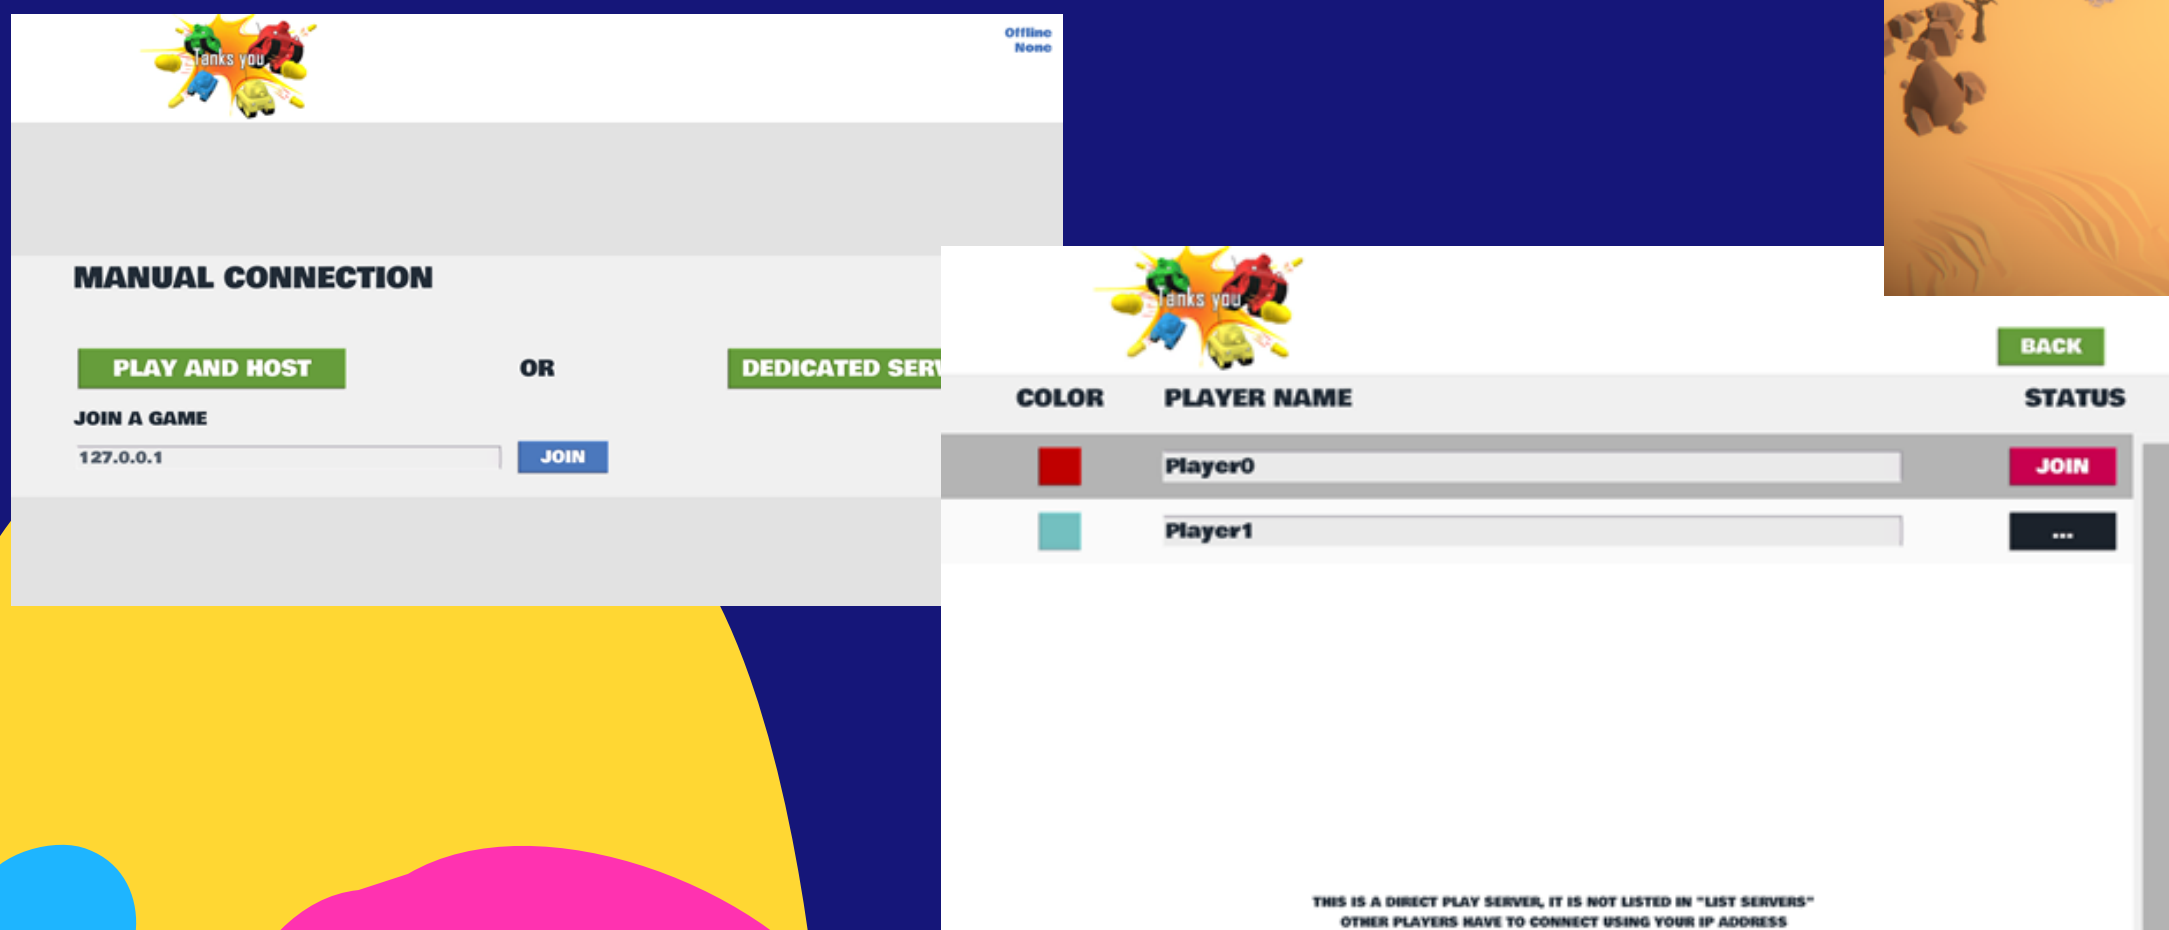 Tanks you
Offline
None
MANUAL CONNECTION
PLAY AND HOST
OR
DEDICATED SERV
JOIN A GAME
127.0.0.1
JOIN
Tanks you
BACK
COLOR PLAYER NAME STATUS
Player0 JOIN
Player1 ...
THIS IS A DIRECT PLAY SERVER, IT IS NOT LISTED IN "LIST SERVERS"
OTHER PLAYERS HAVE TO CONNECT USING YOUR IP ADDRESS